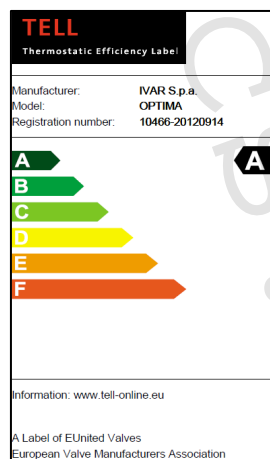 TELL
Thermostatic Efficiency Label
Manufacturer: IVAR S.p.a.
Model: OPTIMA
Registration number: 10466-20120914
A A
B
C
D
E
F
Information: www.tell-online.eu
A Label of EUnited Valves
European Valve Manufacturers Association